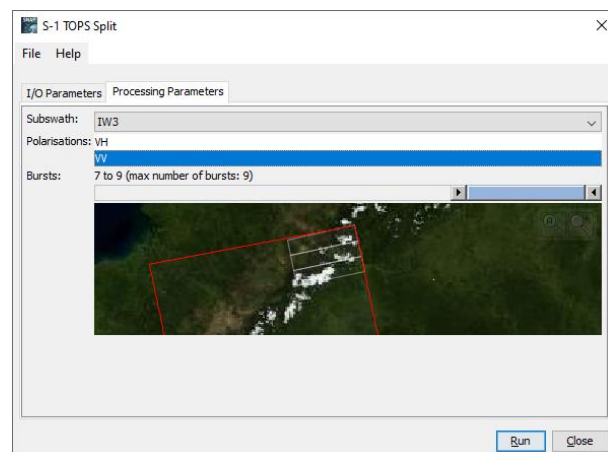 S-1 TOPS Split
File Help
I/O Parameters Processing Parameters
Subswath: IW3
Polarisations: VH
VV
Bursts: 7 to 9 (max number of bursts: 9)
Run Close